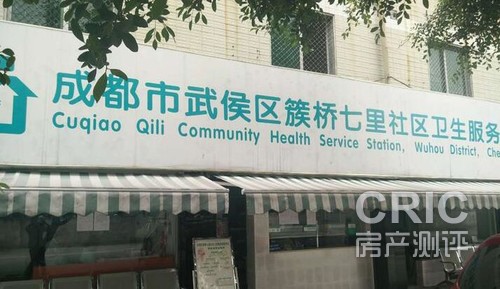 成都市武侯区簇桥七里社区卫生服务
Cuqiao Qili Community Health Service Station, Wuhou District, Che
CRIC
房产测评